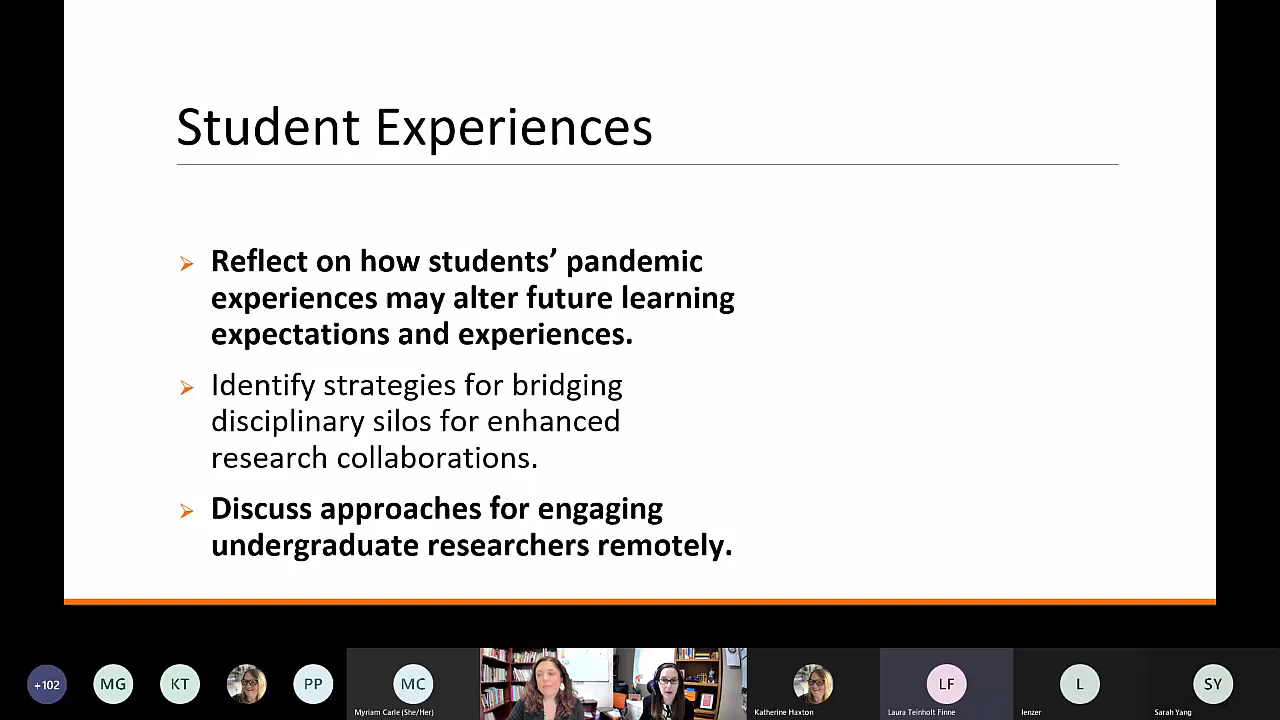 Student Experiences
Reflect on how students’ pandemic
experiences may alter future learning
expectations and experiences.
Identify strategies for bridging
disciplinary silos for enhanced
research collaborations.
Discuss approaches for engaging
undergraduate researchers remotely.
+102
MG
KT
PP
MC
LF
L
SY
Myriam Carle (She/Her)
Katherine Haxton
Laura Teinholt Finne
lenzer
Sarah Yang